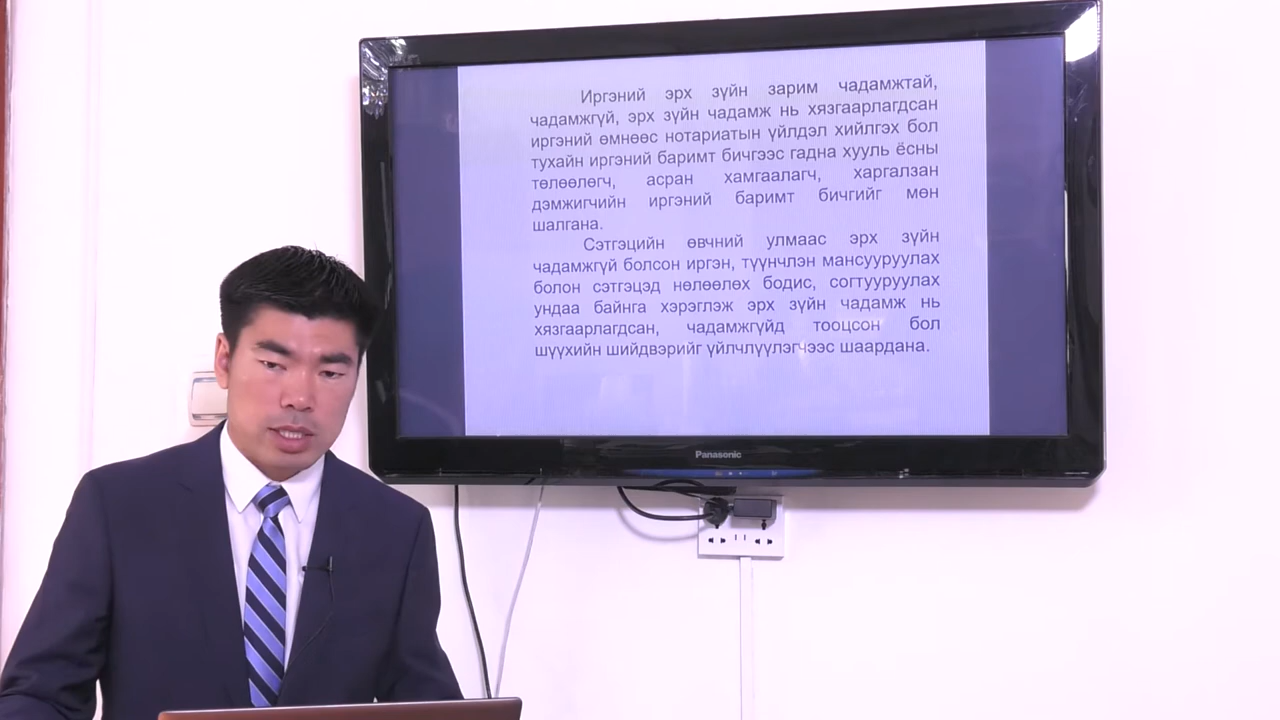 Иргэний эрх зүйн зарим чадамжтай,
чадамжгүй, эрх зүйн чадамж нь хязгаарлагдсан
иргэний өмнөөс нотариатын үйлдэл хийлгэх бол
тухайн иргэний баримт бичгээс гадна хууль ёсны
төлөөлөгч, асран хамгаалагч, харгалзан
дэмжигчийн иргэний баримт бичгийг мөн
шалгана.
Сэтгэцийн өвчний улмаас эрх зүйн
чадамжгүй болсон иргэн, түүнчлэн мансууруулах
болон сэтгэцэд нөлөөлөх бодис, согтууруулах
ундаа байнга хэрэглэж эрх зүйн чадамж нь
хязгаарлагдсан, чадамжгүйд тооцсон бол
шүүхийн шийдвэрийг үйлчлүүлэгчээс шаардана.
Panasonic